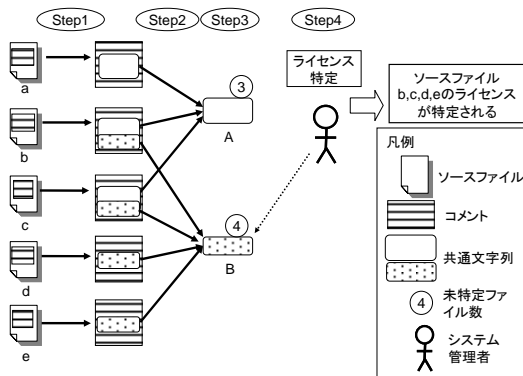 Step1
Step2
Step3
Step4
a
b
c
d
e
3
A
4
B
ライセンス
特定
ソースファイル
b,c,d,eのライセンス
が特定される
凡例
ソースファイル
コメント
共通文字列
4
未特定ファ
イル数
システム
管理者